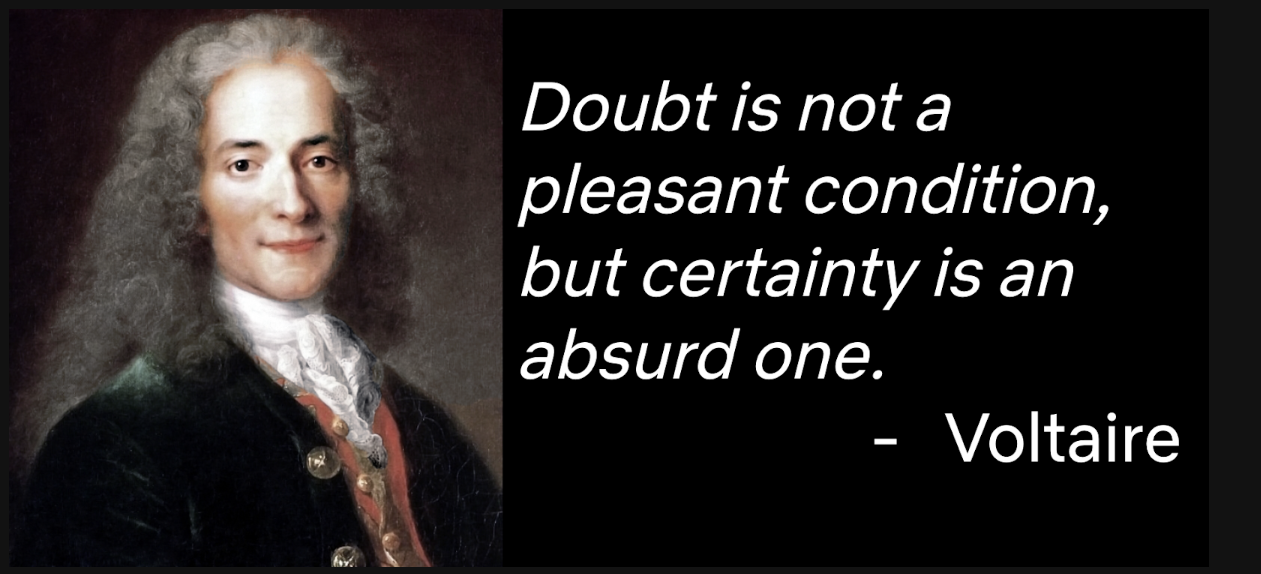 Doubt is not a
pleasant condition,
but certainty is an
absurd one.
- Voltaire